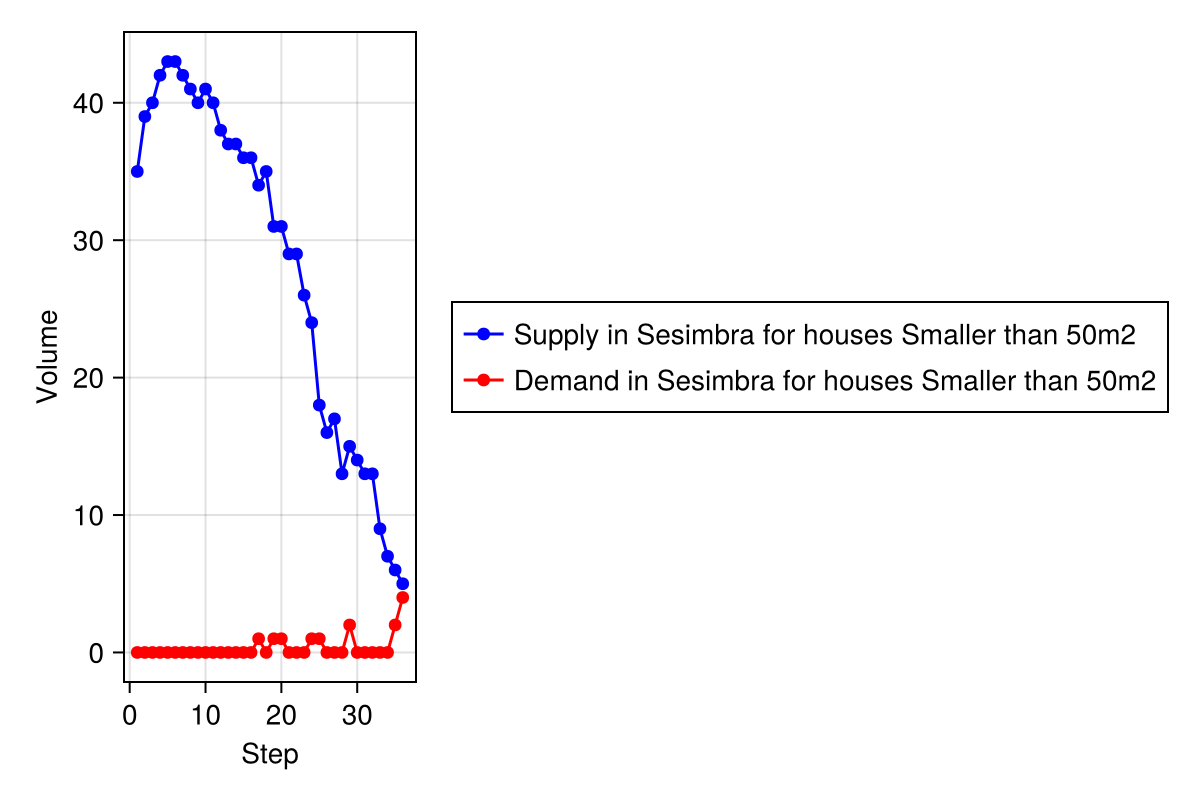 40
30
20
10
0
Volume
0 10 20 30
Step
Supply in Sesimbra for houses Smaller than 50m2
Demand in Sesimbra for houses Smaller than 50m2